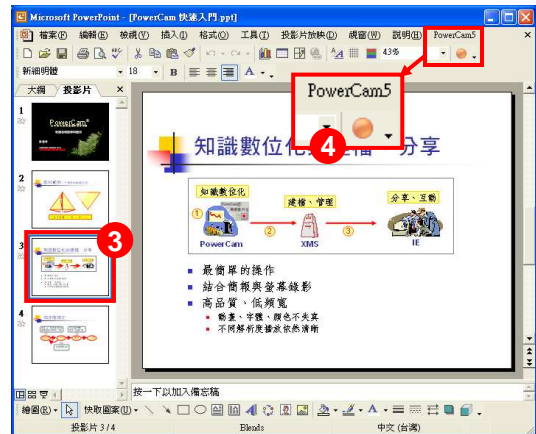 Microsoft PowerPoint - [PowerCam 快速入門.ppt]
檔案(F) 編輯(E) 檢視(V) 插入(I) 格式(O) 工具(T) 投影片放映(D) 視窗(W) 說明(H) PowerCam5
43%
新細明體 18 B A
大綱 投影片
PowerCam5
4
1
PowerCam
2
3
3
4
知識數位化 分享
知識數位化
建檔、管理
分享、互動
1 2 3
PowerCam XMS IE
最簡單的操作
結合簡報與螢幕錄影
高品質、低頻寬
動畫、字體、顏色不失真
不同解析度播放依然清晰
按一下以加入備忘稿
繪圖(R) 快取圖案(U) A
投影片 3 / 4 Blends 中文 (台灣)